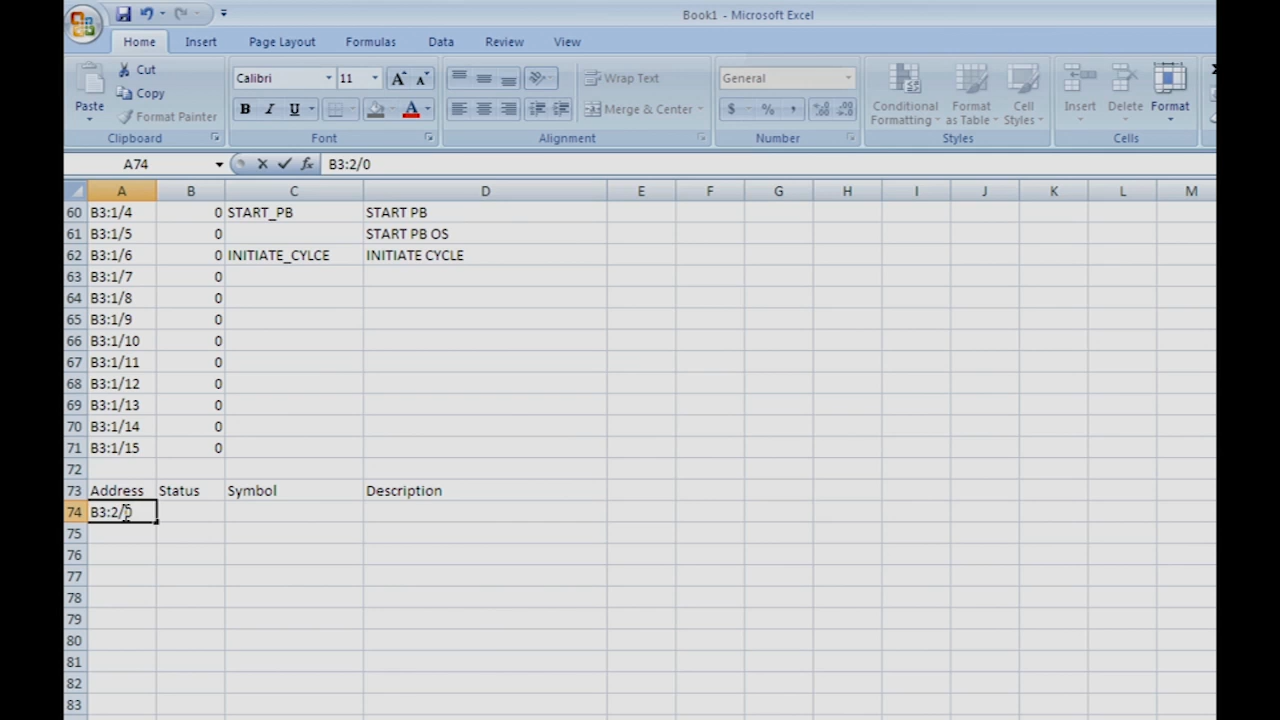 Book1 - Microsoft Excel
Home Insert Page Layout Formulas Data Review View
Paste
Cut
Copy
Format Painter
Clipboard
Calibri 11 A A
B I U A
Font
Wrap Text
Merge & Center
Alignment
General
$ % ,
Number
Conditional Formatting
Format as Table
Cell Styles
Styles
Insert
Delete
Format
Cells
A74 fx B3:2/0
A B C D E F G H I J K L M
60 B3:1/4 0 START_PB START PB
61 B3:1/5 0 START PB OS
62 B3:1/6 0 INITIATE_CYLCE INITIATE CYCLE
63 B3:1/7 0
64 B3:1/8 0
65 B3:1/9 0
66 B3:1/10 0
67 B3:1/11 0
68 B3:1/12 0
69 B3:1/13 0
70 B3:1/14 0
71 B3:1/15 0
72
73 Address Status Symbol Description
74 B3:2/0
75
76
77
78
79
80
81
82
83